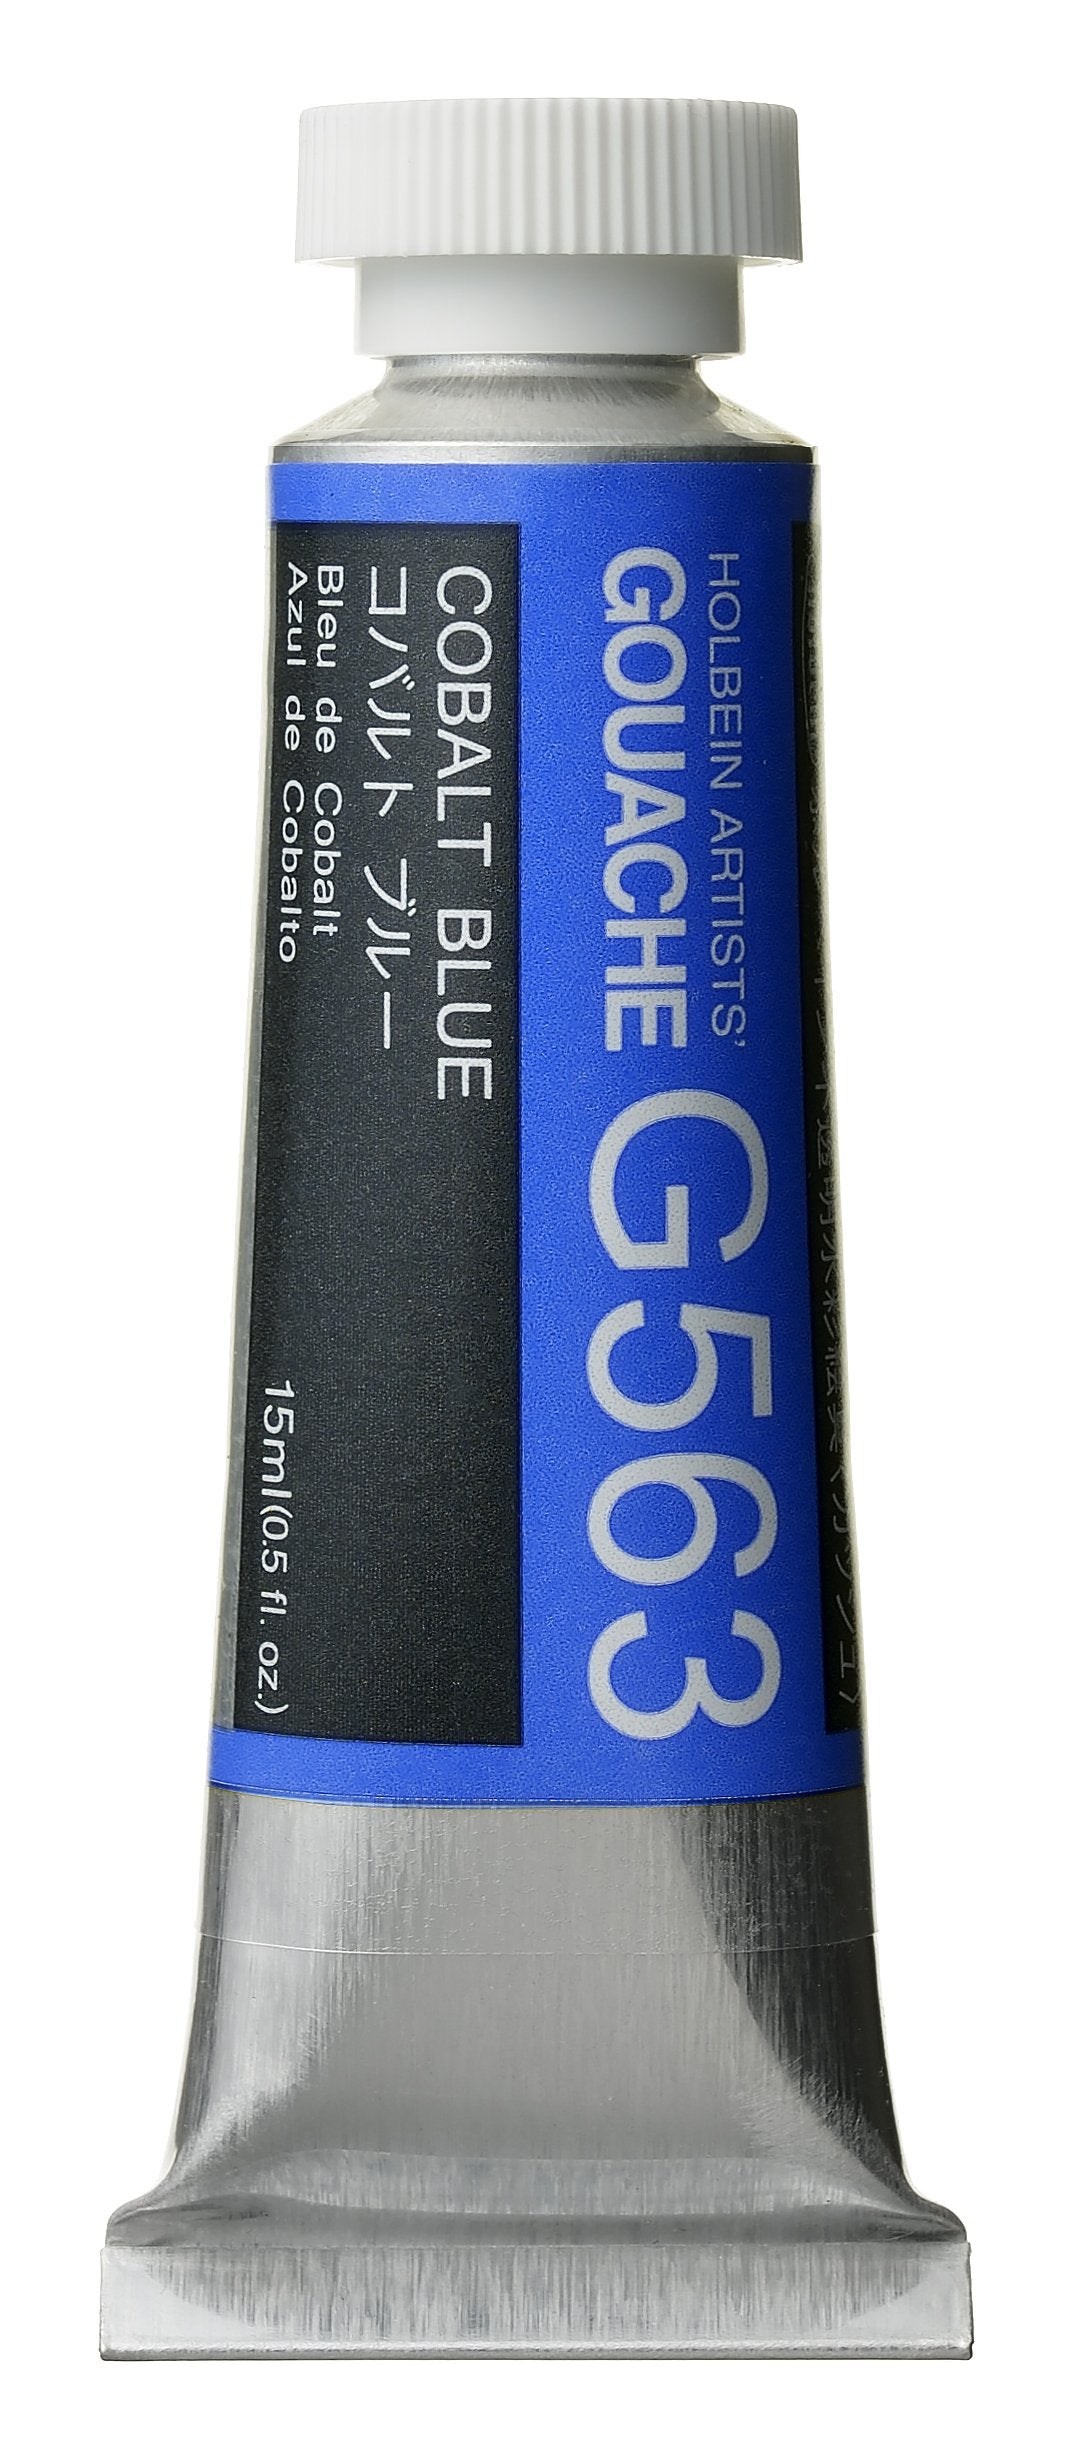 HOLBEIN ARTISTS'
GOUACHE G563
COBALT BLUE
コバルト ブルー
Bleu de Cobalt
Azul de Cobalto
15ml(0.5 fl. oz.)